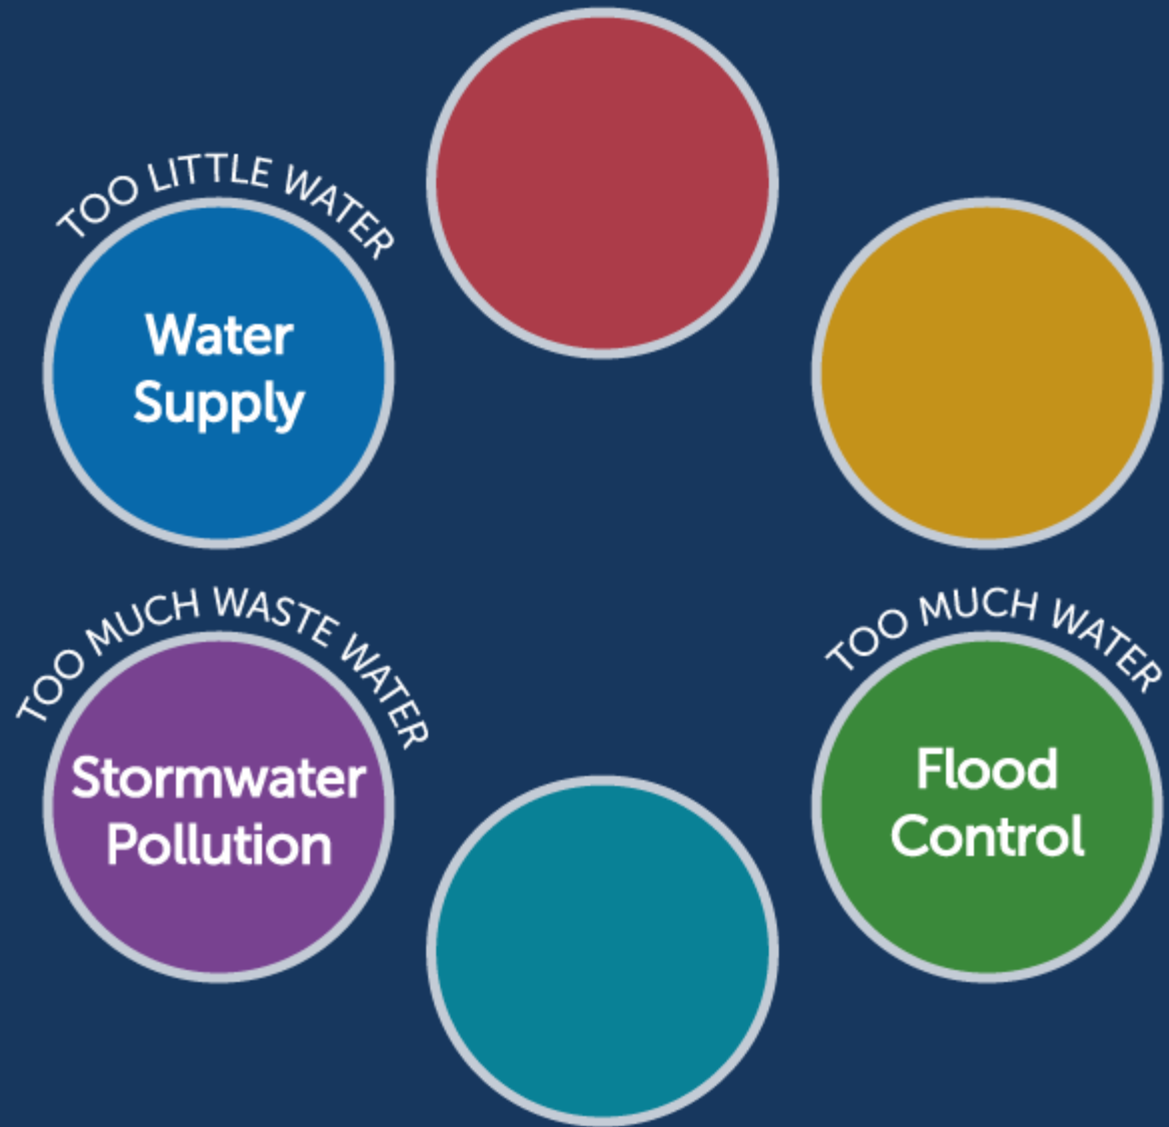 TOO LITTLE WATER
Water
Supply
TOO MUCH WASTE WATER
Stormwater
Pollution
TOO MUCH WATER
Flood
Control